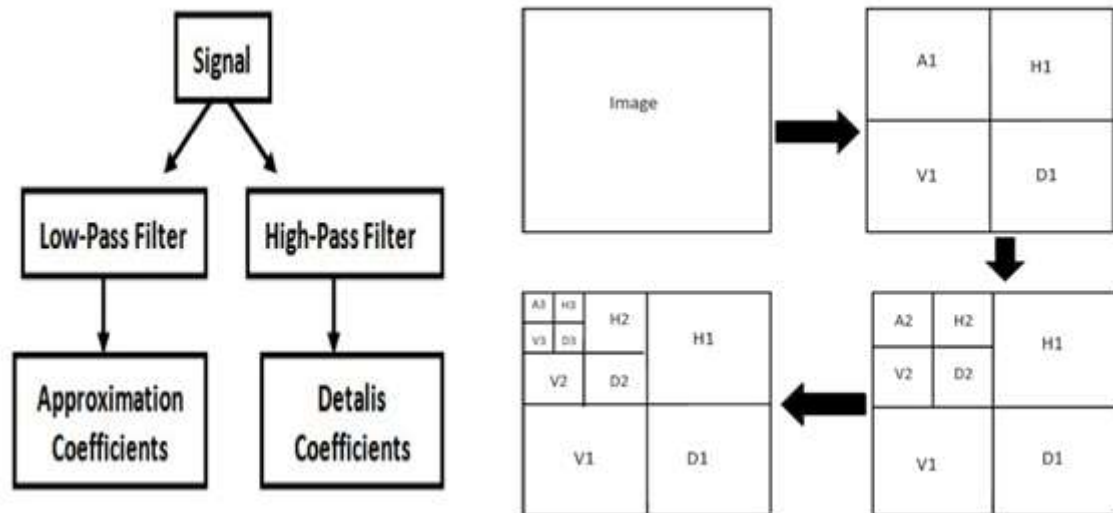 Signal
Low-Pass Filter
High-Pass Filter
Approximation
Coefficients
Detalis
Coefficients
Image
A1
H1
V1
D1
A2
H2
V2
D2
H1
V1
D1
A3
H3
V3
D3
H2
V2
D2
H1
V1
D1